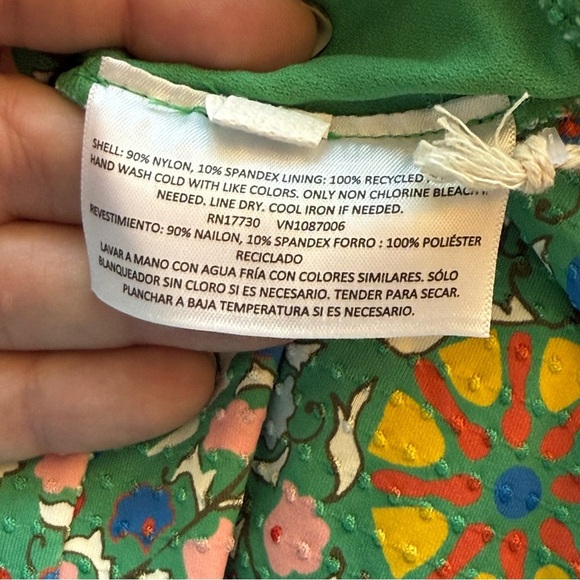 SHELL: 90% NYLON, 10% SPANDEX LINING: 100% RECYCLED
HAND WASH COLD WITH LIKE COLORS. ONLY NON CHLORINE BLEACH
NEEDED. LINE DRY. COOL IRON IF NEEDED.
RN17730 VN1087006
REVESTIMIENTO: 90% NAILON, 10% SPANDEX FORRO : 100% POLIÉSTER
RECICLADO
LAVAR A MANO CON AGUA FRÍA CON COLORES SIMILARES. SÓLO
BLANQUEADOR SIN CLORO SI ES NECESARIO. TENDER PARA SECAR.
PLANCHAR A BAJA TEMPERATURA SI ES NECESARIO.